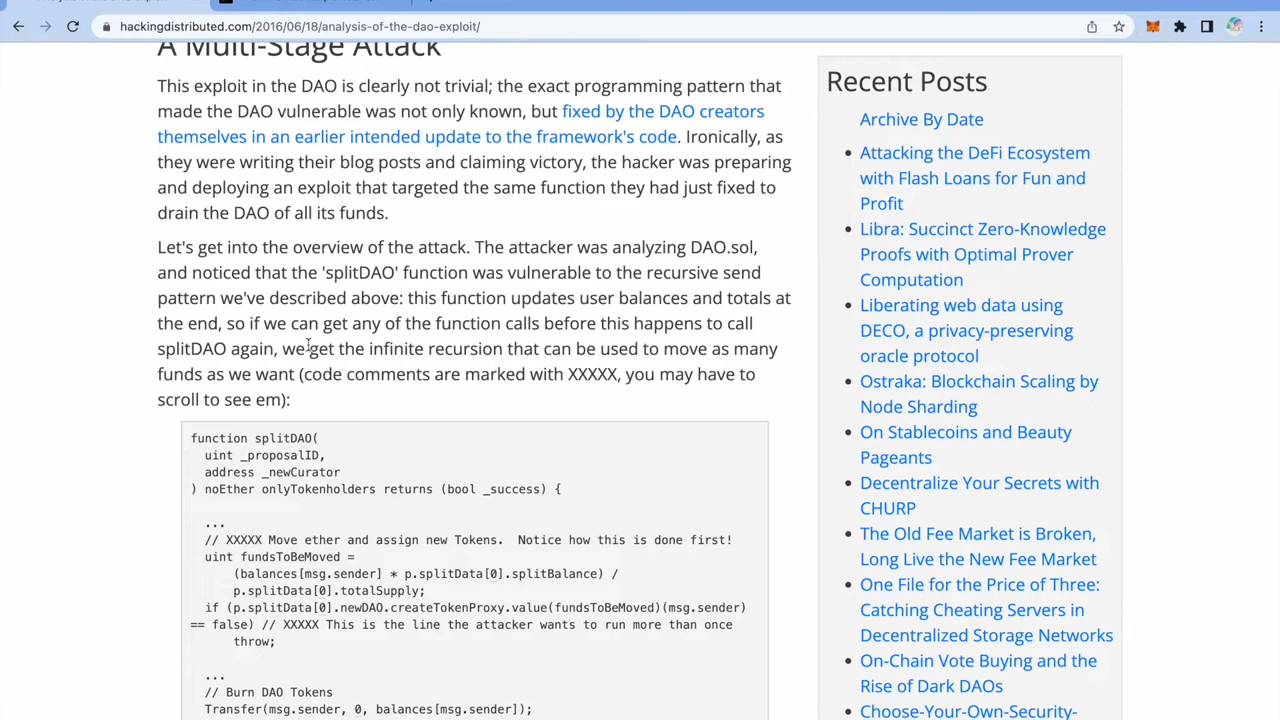 hackingdistributed.com/2016/06/18/analysis-of-the-dao-exploit/
A Multi-Stage Attack
This exploit in the DAO is clearly not trivial; the exact programming pattern that
made the DAO vulnerable was not only known, but fixed by the DAO creators
themselves in an earlier intended update to the framework's code. Ironically, as
they were writing their blog posts and claiming victory, the hacker was preparing
and deploying an exploit that targeted the same function they had just fixed to
drain the DAO of all its funds.
Let's get into the overview of the attack. The attacker was analyzing DAO.sol,
and noticed that the 'splitDAO' function was vulnerable to the recursive send
pattern we've described above: this function updates user balances and totals at
the end, so if we can get any of the function calls before this happens to call
splitDAO again, we get the infinite recursion that can be used to move as many
funds as we want (code comments are marked with XXXXX, you may have to
scroll to see em):
function splitDAO(
uint _proposalID,
address _newCurator
) noEther onlyTokenholders returns (bool _success) {
...
// XXXXX Move ether and assign new Tokens.  Notice how this is done first!
uint fundsToBeMoved =
(balances[msg.sender] * p.splitData[0].splitBalance) /
p.splitData[0].totalSupply;
if (p.splitData[0].newDAO.createTokenProxy.value(fundsToBeMoved)(msg.sender)
== false) // XXXXX This is the line the attacker wants to run more than once
throw;
...
// Burn DAO Tokens
Transfer(msg.sender, 0, balances[msg.sender]);
Recent Posts
Archive By Date
Attacking the DeFi Ecosystem
with Flash Loans for Fun and
Profit
Libra: Succinct Zero-Knowledge
Proofs with Optimal Prover
Computation
Liberating web data using
DECO, a privacy-preserving
oracle protocol
Ostraka: Blockchain Scaling by
Node Sharding
On Stablecoins and Beauty
Pageants
Decentralize Your Secrets with
CHURP
The Old Fee Market is Broken,
Long Live the New Fee Market
One File for the Price of Three:
Catching Cheating Servers in
Decentralized Storage Networks
On-Chain Vote Buying and the
Rise of Dark DAOs
Choose-Your-Own-Security-